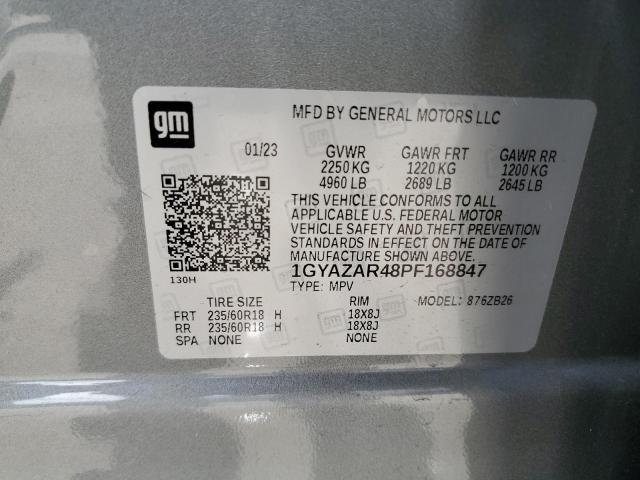 gm
MFD BY GENERAL MOTORS LLC
01/23 GVWR GAWR FRT GAWR RR
2250 KG 1220 KG 1200 KG
4960 LB 2689 LB 2645 LB
THIS VEHICLE CONFORMS TO ALL
APPLICABLE U.S. FEDERAL MOTOR
VEHICLE SAFETY AND THEFT PREVENTION
STANDARDS IN EFFECT ON THE DATE OF
MANUFACTURE SHOWN ABOVE.
130H 1GYAZAR48PF168847
TYPE: MPV
TIRE SIZE RIM MODEL: 876ZB26
FRT 235/60R18 H 18X8J
RR 235/60R18 H 18X8J
SPA NONE NONE